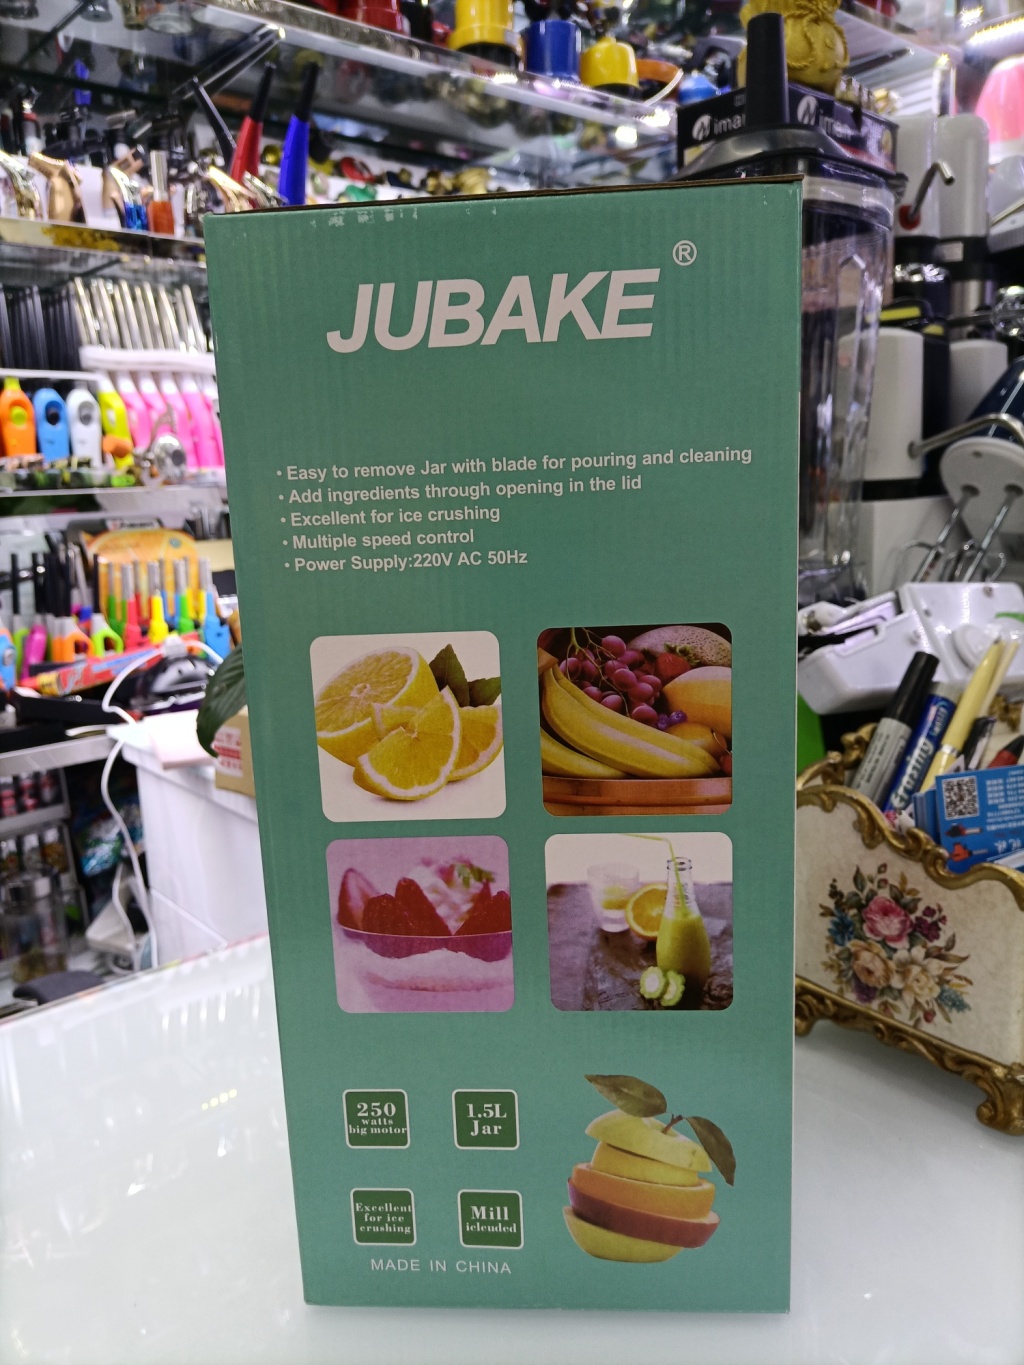 JUBAKE ®
• Easy to remove Jar with blade for pouring and cleaning
• Add ingredients through opening in the lid
• Excellent for ice crushing
• Multiple speed control
• Power Supply:220V AC 50Hz
250
watts
big motor
1.5L
Jar
Excellent
for ice
crushing
Mill
iclcuded
MADE IN CHINA